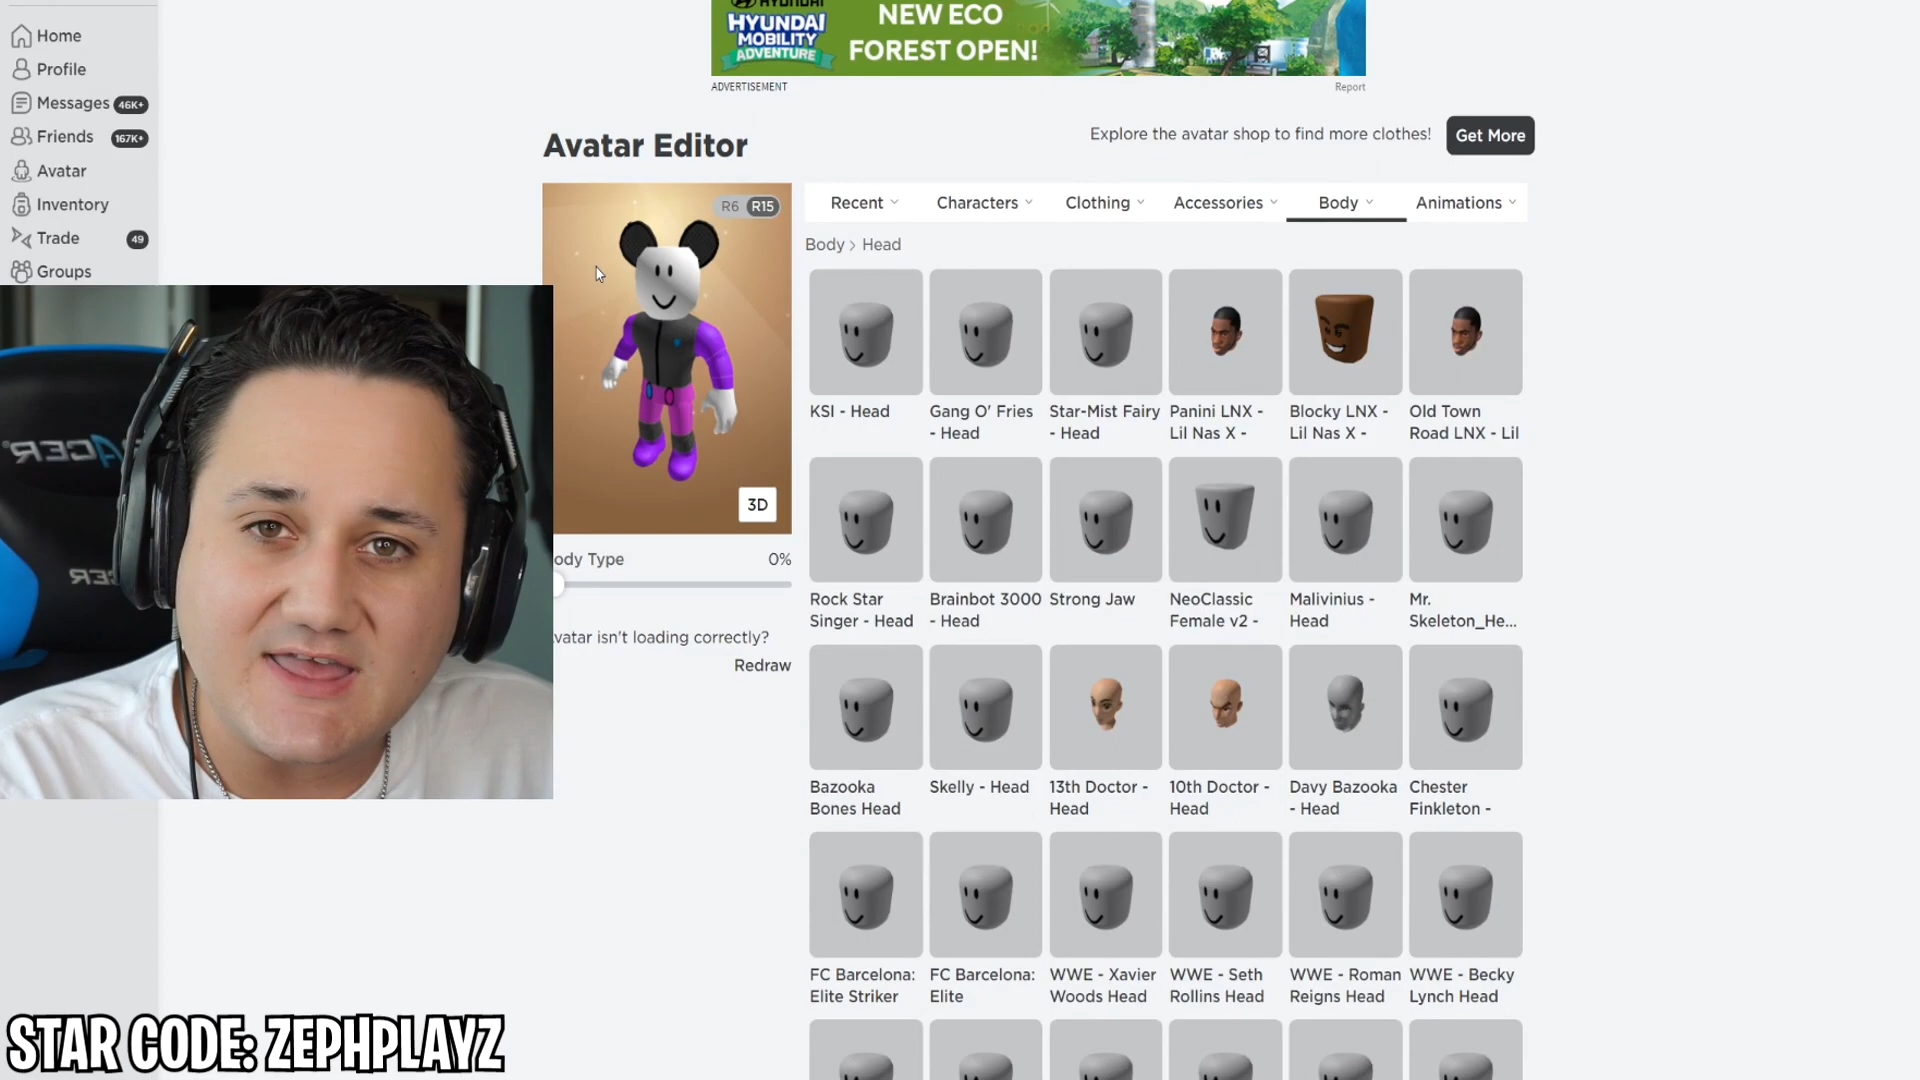 HYUNDAI
HYUNDAI
MOBILITY
ADVENTURE
NEW ECO
FOREST OPEN!
ADVERTISEMENT
Report
Home
Profile
Messages 46K+
Friends 167K+
Avatar
Inventory
Trade 49
Groups
Avatar Editor
Explore the avatar shop to find more clothes!
Get More
R6 R15
3D
Recent
Characters
Clothing
Accessories
Body
Animations
Body > Head
KSI - Head
Gang O' Fries
- Head
Star-Mist Fairy
- Head
Panini LNX -
Lil Nas X -
Blocky LNX -
Lil Nas X -
Old Town
Road LNX - Lil
Rock Star
Singer - Head
Brainbot 3000
- Head
Strong Jaw
NeoClassic
Female v2 -
Malivinius -
Head
Mr.
Skeleton_He...
Bazooka
Bones Head
Skelly - Head
13th Doctor -
Head
10th Doctor -
Head
Davy Bazooka
- Head
Chester
Finkleton -
FC Barcelona:
Elite Striker
FC Barcelona:
Elite
WWE - Xavier
Woods Head
WWE - Seth
Rollins Head
WWE - Roman
Reigns Head
WWE - Becky
Lynch Head
ody Type 0%
vatar isn't loading correctly?
Redraw
STAR CODE: ZEPHPLAYZ